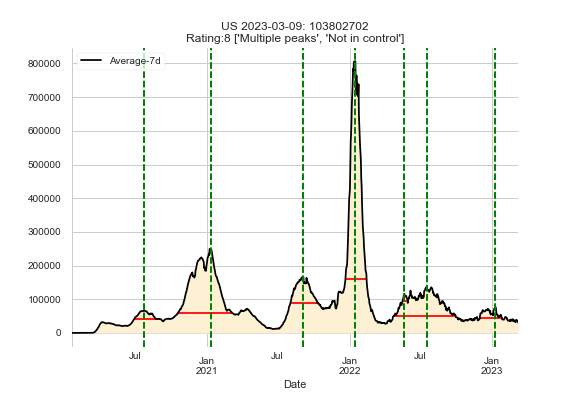 US 2023-03-09: 103802702
Rating:8 ['Multiple peaks', 'Not in control']
Average-7d
800000
700000
600000
500000
400000
300000
200000
100000
0
Jul
Jan
2021
Jul
Jan
2022
Jul
Jan
2023
Date